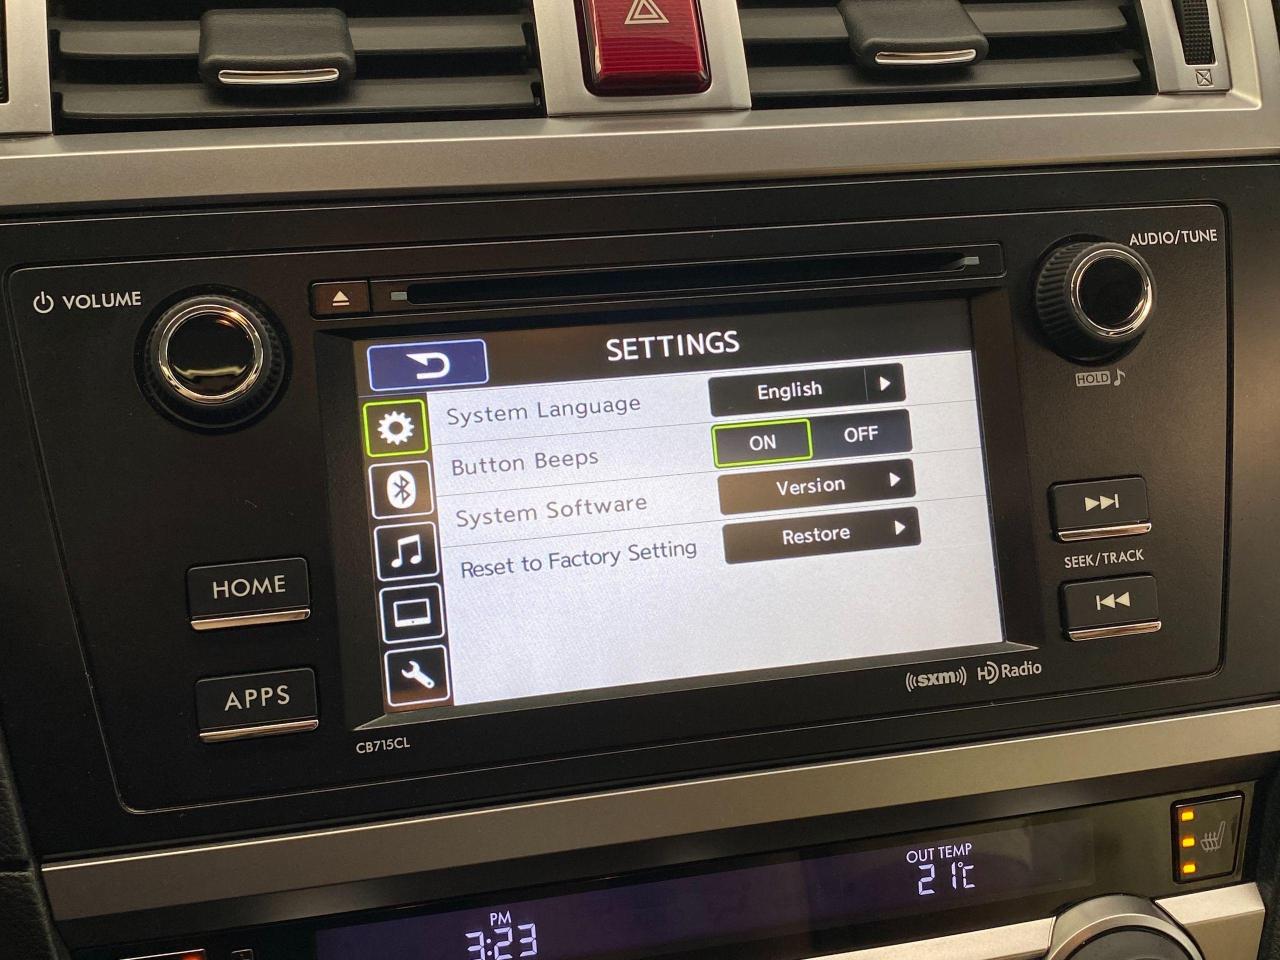 AUDIO/TUNE
VOLUME
SETTINGS
HOLD
System Language English
Button Beeps ON OFF
System Software Version
Reset to Factory Setting Restore
HOME
SEEK/TRACK
APPS
((sxm)) HD Radio
CB715CL
OUT TEMP
21°C
PM
3:23